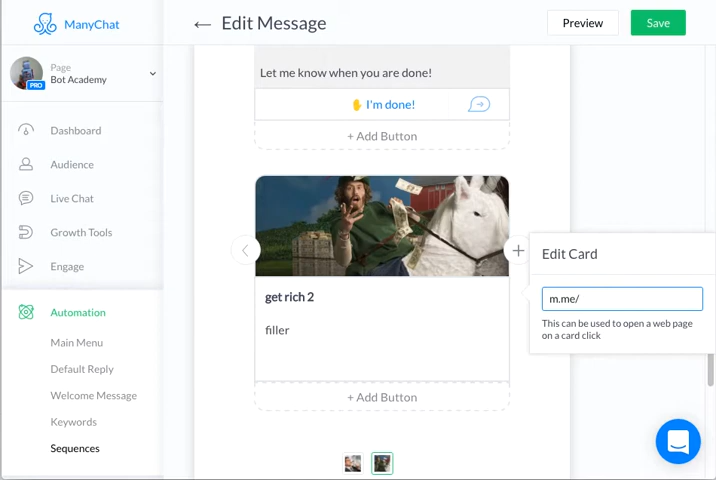 ManyChat
← Edit Message
Preview
Save
Page
Bot Academy
PRO
Dashboard
Audience
Live Chat
Growth Tools
Engage
Automation
Main Menu
Default Reply
Welcome Message
Keywords
Sequences
Let me know when you are done!
✋ I'm done!
+ Add Button
get rich 2
filler
+ Add Button
Edit Card
m.me/
This can be used to open a web page
on a card click